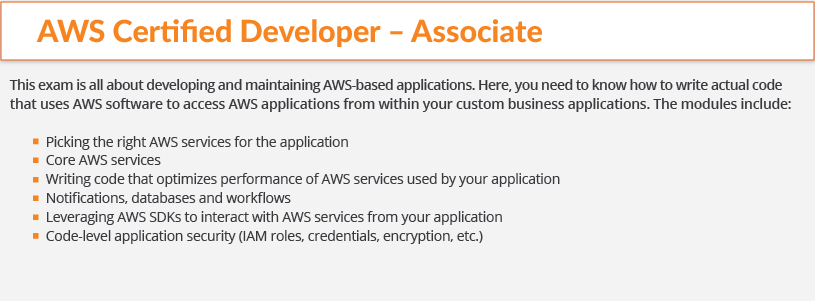 AWS Certified Developer – Associate
This exam is all about developing and maintaining AWS-based applications. Here, you need to know how to write actual code
that uses AWS software to access AWS applications from within your custom business applications. The modules include:
Picking the right AWS services for the application
Core AWS services
Writing code that optimizes performance of AWS services used by your application
Notifications, databases and workflows
Leveraging AWS SDKs to interact with AWS services from your application
Code-level application security (IAM roles, credentials, encryption, etc.)